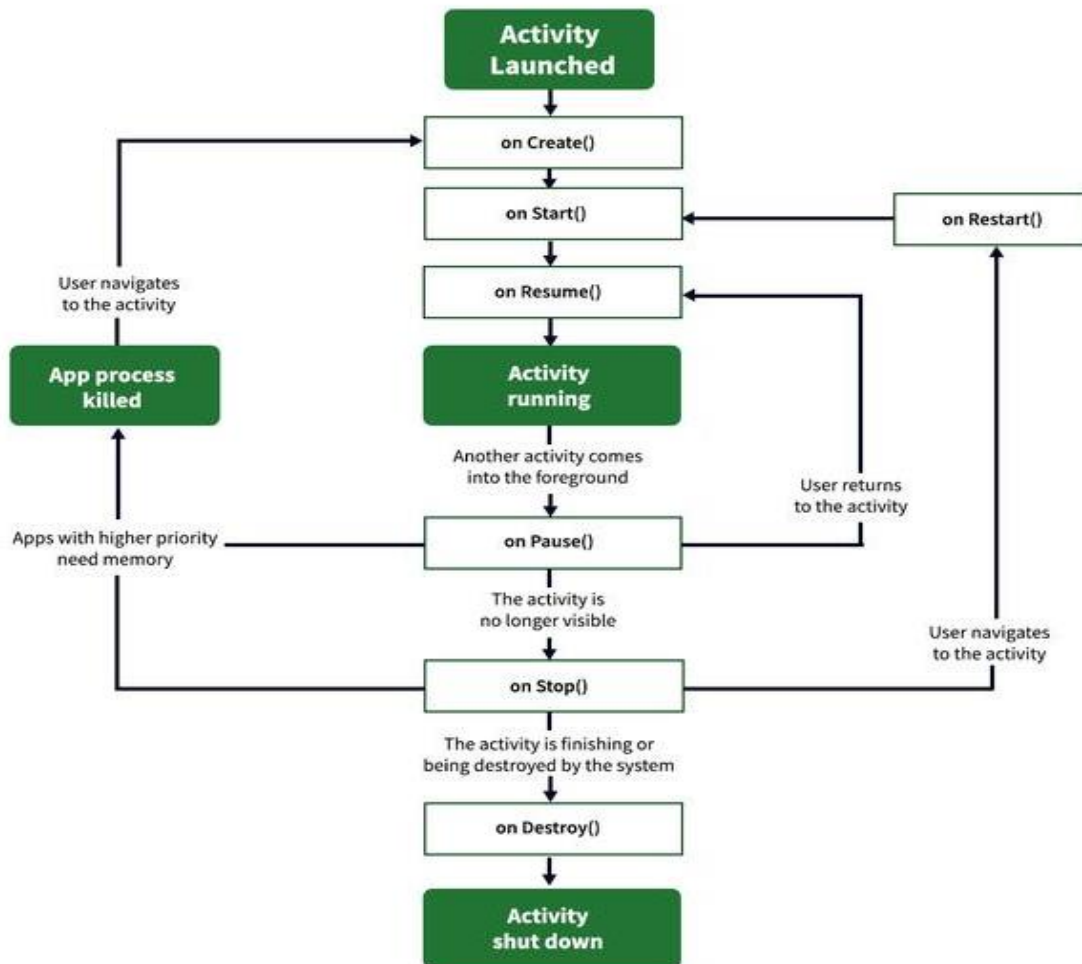 Activity
Launched
on Create()
on Start()
on Restart()
User navigates
to the activity
on Resume()
App process
killed
Activity
running
Another activity comes
into the foreground
User returns
to the activity
Apps with higher priority
need memory
on Pause()
The activity is
no longer visible
User navigates
to the activity
on Stop()
The activity is finishing or
being destroyed by the system
on Destroy()
Activity
shut down